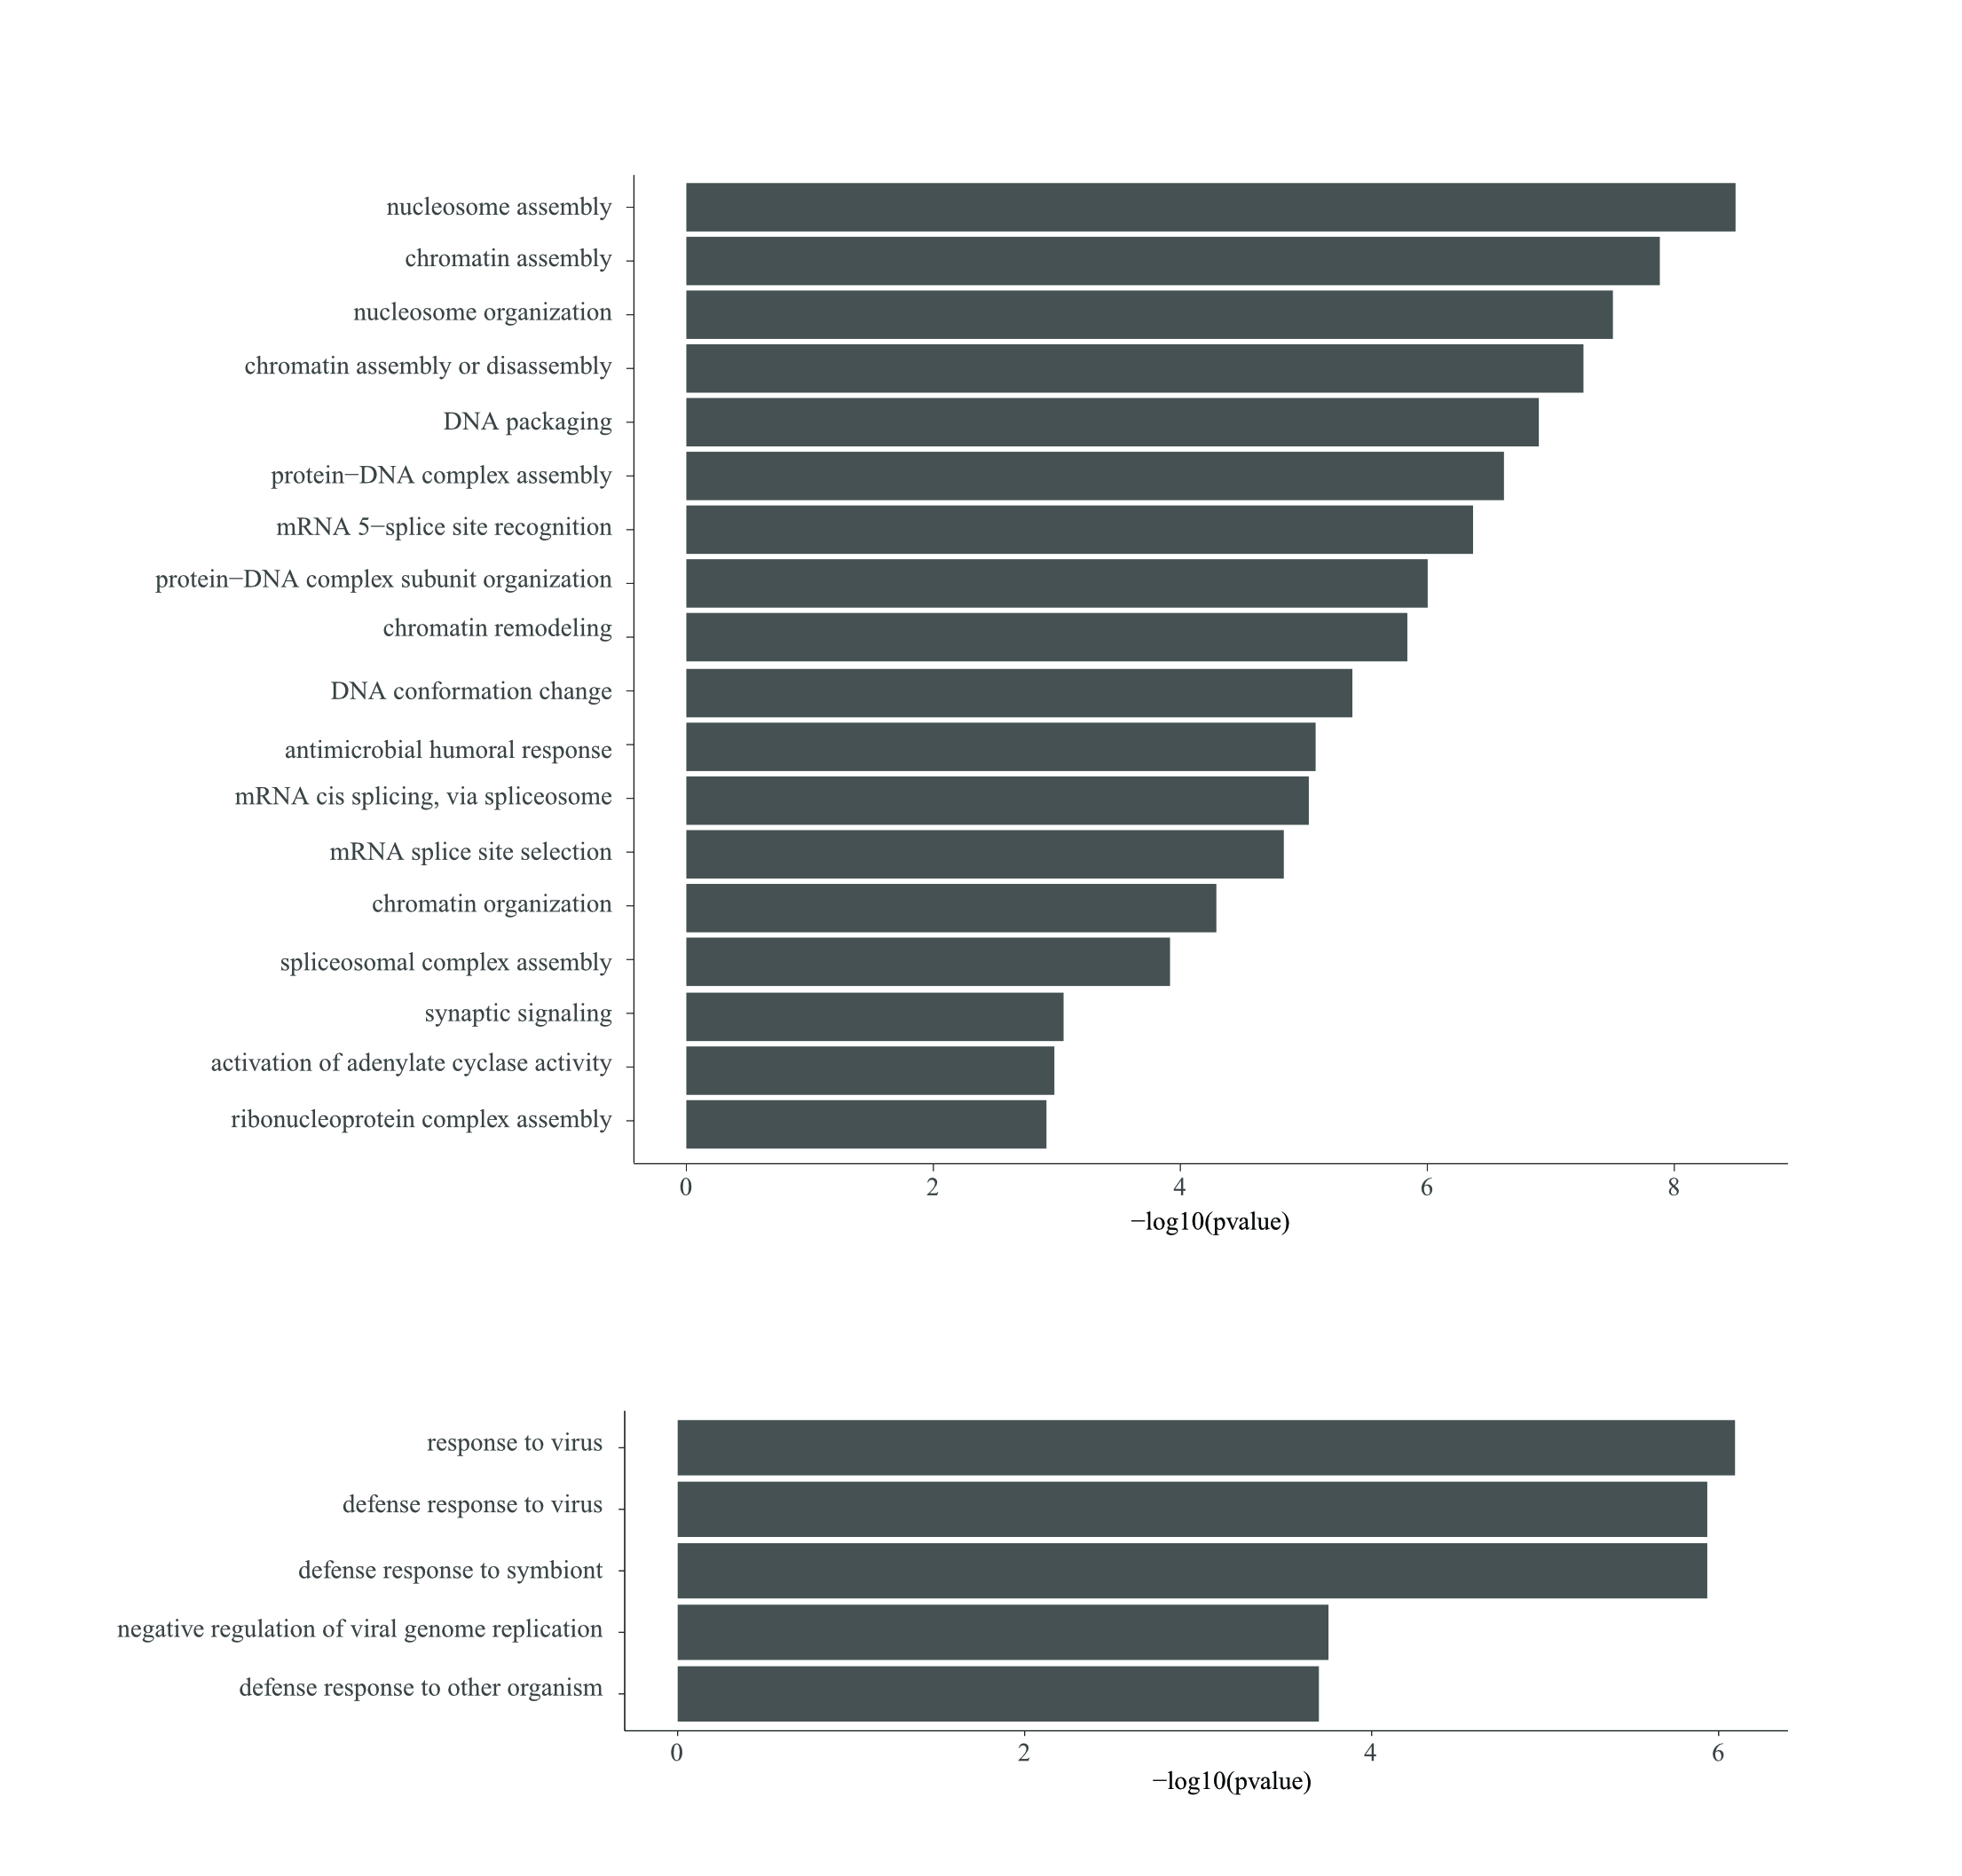 nucleosome assembly
chromatin assembly
nucleosome organization
chromatin assembly or disassembly
DNA packaging
protein−DNA complex assembly
mRNA 5−splice site recognition
protein−DNA complex subunit organization
chromatin remodeling
DNA conformation change
antimicrobial humoral response
mRNA cis splicing, via spliceosome
mRNA splice site selection
chromatin organization
spliceosomal complex assembly
synaptic signaling
activation of adenylate cyclase activity
ribonucleoprotein complex assembly
0 2 4 6 8
−log10(pvalue)
response to virus
defense response to virus
defense response to symbiont
negative regulation of viral genome replication
defense response to other organism
0 2 4 6
−log10(pvalue)